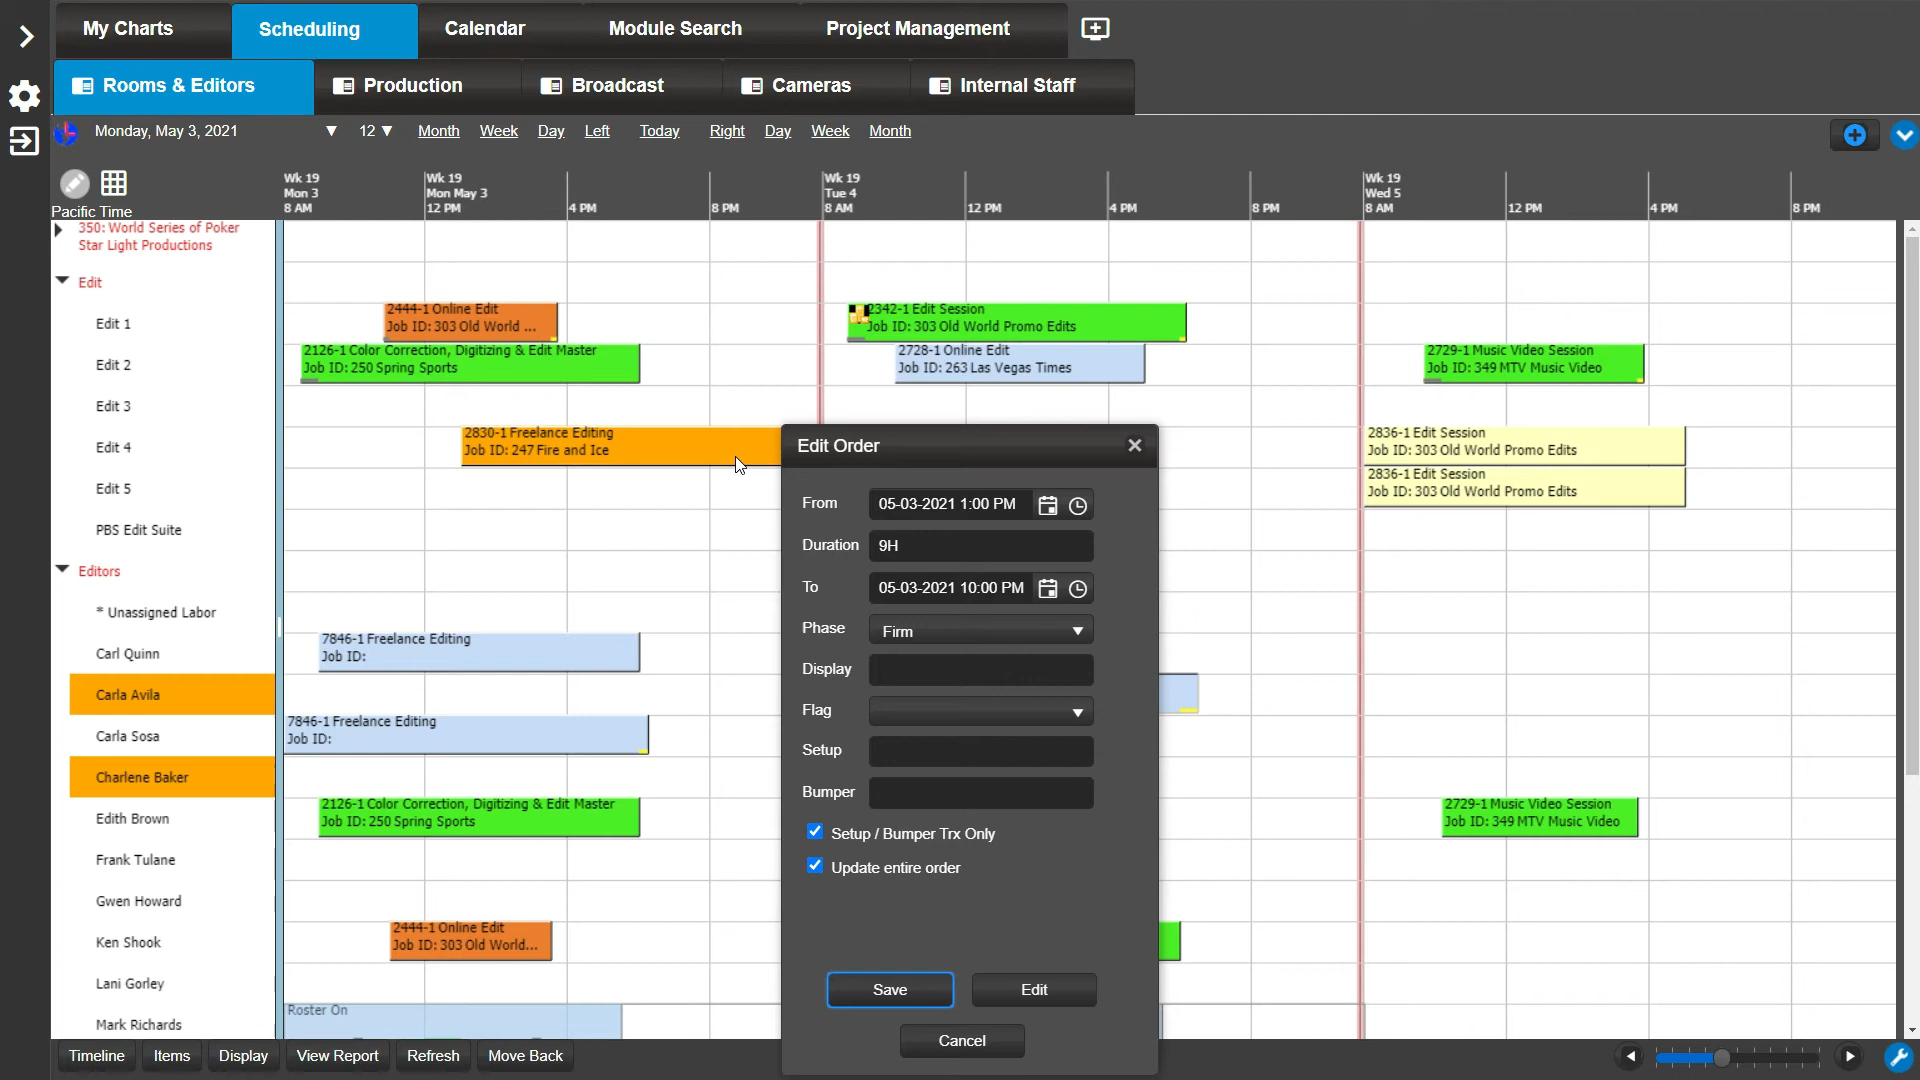 My Charts
Scheduling
Calendar
Module Search
Project Management
Rooms & Editors
Production
Broadcast
Cameras
Internal Staff
Monday, May 3, 2021 ▼ 12 ▼ Month Week Day Left Today Right Day Week Month
Wk 19
Mon 3
8 AM
Wk 19
Mon May 3
12 PM
4 PM
8 PM
Wk 19
Tue 4
8 AM
12 PM
4 PM
8 PM
Wk 19
Wed 5
8 AM
12 PM
4 PM
8 PM
Pacific Time
350: World Series of Poker
Star Light Productions
Edit
Edit 1
2444-1 Online Edit
Job ID: 303 Old World ...
2342-1 Edit Session
Job ID: 303 Old World Promo Edits
Edit 2
2126-1 Color Correction, Digitizing & Edit Master
Job ID: 250 Spring Sports
2728-1 Online Edit
Job ID: 263 Las Vegas Times
2729-1 Music Video Session
Job ID: 349 MTV Music Video
Edit 3
Edit 4
2830-1 Freelance Editing
Job ID: 247 Fire and Ice
2836-1 Edit Session
Job ID: 303 Old World Promo Edits
Edit 5
2836-1 Edit Session
Job ID: 303 Old World Promo Edits
PBS Edit Suite
Editors
* Unassigned Labor
Carl Quinn
7846-1 Freelance Editing
Job ID:
Carla Avila
Carla Sosa
7846-1 Freelance Editing
Job ID:
Charlene Baker
Edith Brown
2126-1 Color Correction, Digitizing & Edit Master
Job ID: 250 Spring Sports
2729-1 Music Video Session
Job ID: 349 MTV Music Video
Frank Tulane
Gwen Howard
Ken Shook
2444-1 Online Edit
Job ID: 303 Old World...
Lani Gorley
Mark Richards
Roster On
Edit Order
From 05-03-2021 1:00 PM
Duration 9H
To 05-03-2021 10:00 PM
Phase Firm
Display
Flag
Setup
Bumper
Setup / Bumper Trx Only
Update entire order
Save
Edit
Cancel
Timeline
Items
Display
View Report
Refresh
Move Back